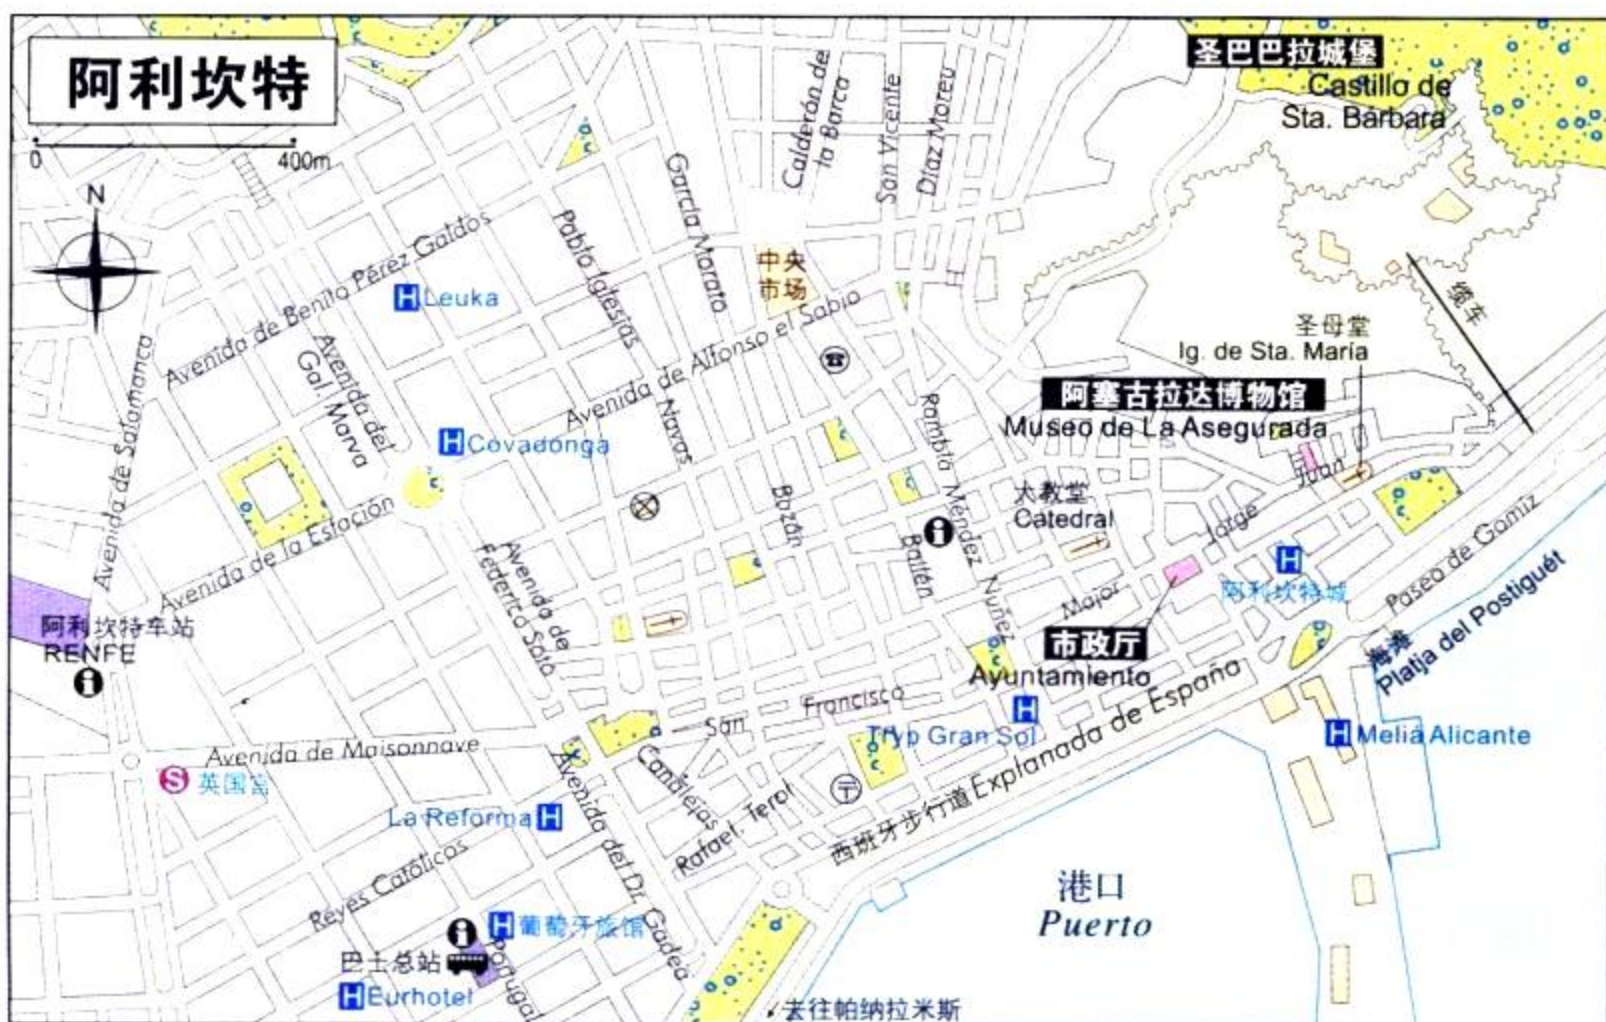 阿利坎特
0 400m
N
圣巴巴拉城堡
Castillo de
Sta. Bárbara
Calderón de
la Barca
San Vicente
Díaz Moreu
García Morato
Pablo Iglesias
Avenida de Benito Pérez Galdós
Leuka
中央
市场
缆车
圣母堂
Ig. de Sta. María
Avenida de Alfonso el Sabio
Avenida del
Gal. Marva
Avenida de Salamanca
阿塞古拉达博物馆
Museo de La Asegurada
Covadonga
Navas
Rambla Méndez Nuñez
Juan
Jorge
大教堂
Catedral
Bazán
Bailén
Avenida de la Estación
Avenida de
Federico Soto
阿利坎特城
Major
Paseo de Gomiz
海滩
Platja del Postiguét
阿利坎特车站
RENFE
市政厅
Ayuntamiento
San Francisco
Tryp Gran Sol
Meliá Alicante
Avenida de Maisonnave
英国宫
Canalejas
Rafael. Terol
西班牙步行道 Explanada de España
La Reforma
Avenida del Dr. Gadea
Reyes Católicos
港口
Puerto
葡萄牙旅馆
巴士总站
Portugal
Eurhotel
去往帕纳拉米斯